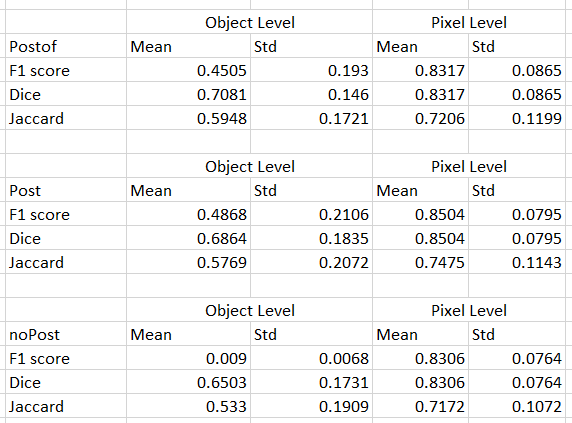 Object Level Pixel Level
Postof Mean Std Mean Std
F1 score 0.4505 0.193 0.8317 0.0865
Dice 0.7081 0.146 0.8317 0.0865
Jaccard 0.5948 0.1721 0.7206 0.1199
Object Level Pixel Level
Post Mean Std Mean Std
F1 score 0.4868 0.2106 0.8504 0.0795
Dice 0.6864 0.1835 0.8504 0.0795
Jaccard 0.5769 0.2072 0.7475 0.1143
Object Level Pixel Level
noPost Mean Std Mean Std
F1 score 0.009 0.0068 0.8306 0.0764
Dice 0.6503 0.1731 0.8306 0.0764
Jaccard 0.533 0.1909 0.7172 0.1072